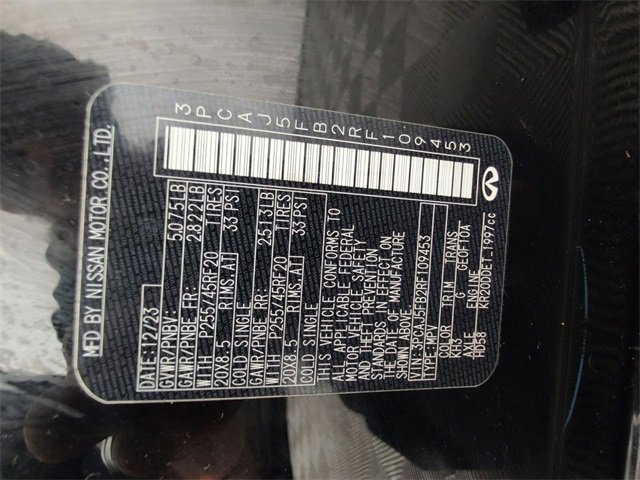 MFD BY NISSAN MOTOR CO.,LTD.
3PCAJ5FB2RF109453
DATE: 12/23
GVWR/PNBV: 5075LB
GAWR/PNBE FR: 2822LB
WITH P255/45RF20 TIRES
20X8.5 RIMS AT 33 PSI
COLD SINGLE
GAWR/PNBE RR: 2513LB
WITH P255/45RF20 TIRES
20X8.5 RIMS AT 33 PSI
COLD SINGLE
THIS VEHICLE CONFORMS TO
ALL APPLICABLE FEDERAL
MOTOR VEHICLE SAFETY
AND THEFT PREVENTION
STANDARDS IN EFFECT ON
THE DATE OF MANUFACTURE
SHOWN ABOVE.
VIN: 3PCAJ5FB2RF109453
TYPE: MPV
COLOR TRIM TRANS
KH3 G
AXLE ENGINE
HD58 KR20DDET 1997cc